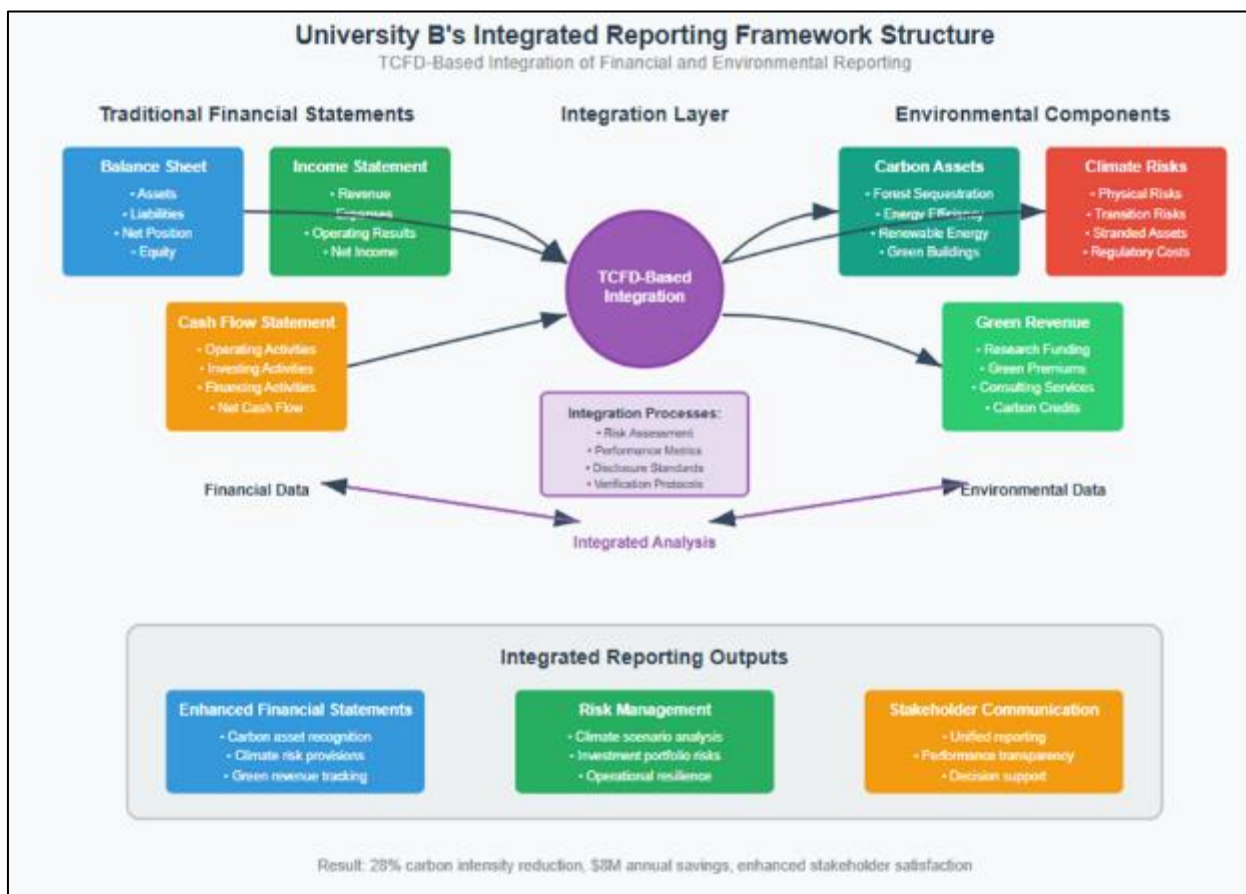 University B's Integrated Reporting Framework Structure
TCFD-Based Integration of Financial and Environmental Reporting
Traditional Financial Statements
Integration Layer
Environmental Components
Balance Sheet
• Assets
• Liabilities
• Net Position
• Equity
Income Statement
• Revenue
• Expenses
• Operating Results
• Net Income
Cash Flow Statement
• Operating Activities
• Investing Activities
• Financing Activities
• Net Cash Flow
TCFD-Based
Integration
Integration Processes:
• Risk Assessment
• Performance Metrics
• Disclosure Standards
• Verification Protocols
Carbon Assets
• Forest Sequestration
• Energy Efficiency
• Renewable Energy
• Green Buildings
Climate Risks
• Physical Risks
• Transition Risks
• Stranded Assets
• Regulatory Costs
Green Revenue
• Research Funding
• Green Premiums
• Consulting Services
• Carbon Credits
Financial Data
Environmental Data
Integrated Analysis
Integrated Reporting Outputs
Enhanced Financial Statements
• Carbon asset recognition
• Climate risk provisions
• Green revenue tracking
Risk Management
• Climate scenario analysis
• Investment portfolio risks
• Operational resilience
Stakeholder Communication
• Unified reporting
• Performance transparency
• Decision support
Result: 28% carbon intensity reduction, $8M annual savings, enhanced stakeholder satisfaction